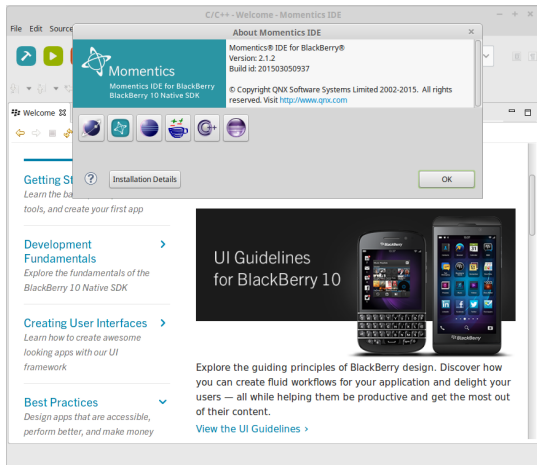 C/C++ - Welcome - Momentics IDE
File Edit Source
About Momentics IDE
Momentics
Momentics IDE for BlackBerry
BlackBerry 10 Native SDK
Momentics® IDE for BlackBerry®
Version: 2.1.2
Build id: 201503050937
© Copyright QNX Software Systems Limited 2002-2015. All rights
reserved. Visit http://www.qnx.com
Welcome
C++
?
Installation Details
OK
Getting St
Learn the ba
tools, and create your first app
Development
Fundamentals
Explore the fundamentals of the
BlackBerry 10 Native SDK
Creating User Interfaces
Learn how to create awesome
looking apps with our UI
framework
Best Practices
Design apps that are accessible,
perform better, and make money
UI Guidelines
for BlackBerry 10
BlackBerry
BlackBerry
Explore the guiding principles of BlackBerry design. Discover how
you can create fluid workflows for your application and delight your
users — all while helping them be productive and get the most out
of their content.
View the UI Guidelines ›